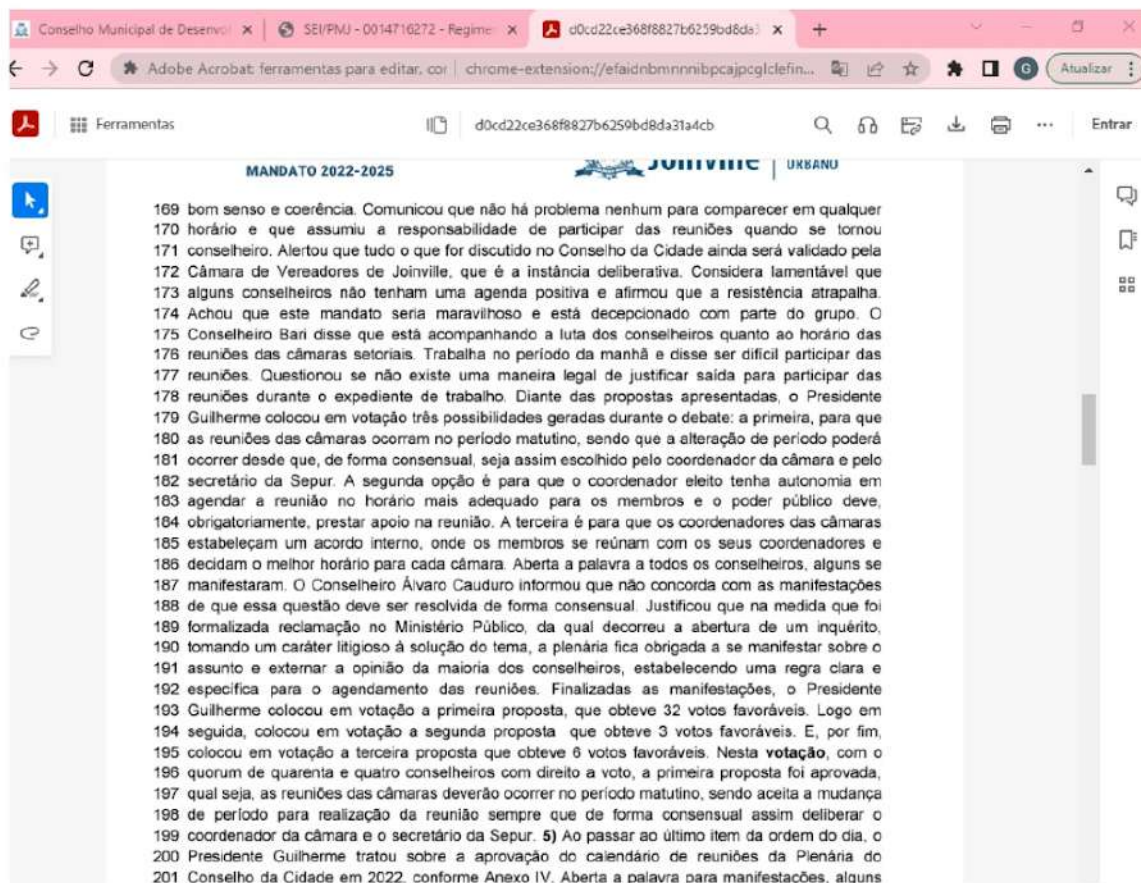 Conselho Municipal de Desenvol
SEI/PMJ - 0014716272 - Regime
d0cd22ce368f8827b6259bd8da3
Adobe Acrobat: ferramentas para editar, cor
chrome-extension://efaidnbmnnnibpcajpcglclefin...
G
Atualizar
Ferramentas
d0cd22ce368f8827b6259bd8da31a4cb
Entrar
MANDATO 2022-2025
Joinville
URBANO
169 bom senso e coerência. Comunicou que não há problema nenhum para comparecer em qualquer
170 horário e que assumiu a responsabilidade de participar das reuniões quando se tornou
171 conselheiro. Alertou que tudo o que for discutido no Conselho da Cidade ainda será validado pela
172 Câmara de Vereadores de Joinville, que é a instância deliberativa. Considera lamentável que
173 alguns conselheiros não tenham uma agenda positiva e afirmou que a resistência atrapalha.
174 Achou que este mandato seria maravilhoso e está decepcionado com parte do grupo. O
175 Conselheiro Bari disse que está acompanhando a luta dos conselheiros quanto ao horário das
176 reuniões das câmaras setoriais. Trabalha no período da manhã e disse ser difícil participar das
177 reuniões. Questionou se não existe uma maneira legal de justificar saída para participar das
178 reuniões durante o expediente de trabalho. Diante das propostas apresentadas, o Presidente
179 Guilherme colocou em votação três possibilidades geradas durante o debate: a primeira, para que
180 as reuniões das câmaras ocorram no período matutino, sendo que a alteração de período poderá
181 ocorrer desde que, de forma consensual, seja assim escolhido pelo coordenador da câmara e pelo
182 secretário da Sepur. A segunda opção é para que o coordenador eleito tenha autonomia em
183 agendar a reunião no horário mais adequado para os membros e o poder público deve,
184 obrigatoriamente, prestar apoio na reunião. A terceira é para que os coordenadores das câmaras
185 estabeleçam um acordo interno, onde os membros se reúnam com os seus coordenadores e
186 decidam o melhor horário para cada câmara. Aberta a palavra a todos os conselheiros, alguns se
187 manifestaram. O Conselheiro Álvaro Cauduro informou que não concorda com as manifestações
188 de que essa questão deve ser resolvida de forma consensual. Justificou que na medida que foi
189 formalizada reclamação no Ministério Público, da qual decorreu a abertura de um inquérito,
190 tomando um caráter litigioso à solução do tema, a plenária fica obrigada a se manifestar sobre o
191 assunto e externar a opinião da maioria dos conselheiros, estabelecendo uma regra clara e
192 específica para o agendamento das reuniões. Finalizadas as manifestações, o Presidente
193 Guilherme colocou em votação a primeira proposta, que obteve 32 votos favoráveis. Logo em
194 seguida, colocou em votação a segunda proposta que obteve 3 votos favoráveis. E, por fim,
195 colocou em votação a terceira proposta que obteve 6 votos favoráveis. Nesta votação, com o
196 quorum de quarenta e quatro conselheiros com direito a voto, a primeira proposta foi aprovada,
197 qual seja, as reuniões das câmaras deverão ocorrer no período matutino, sendo aceita a mudança
198 de período para realização da reunião sempre que de forma consensual assim deliberar o
199 coordenador da câmara e o secretário da Sepur. 5) Ao passar ao último item da ordem do dia, o
200 Presidente Guilherme tratou sobre a aprovação do calendário de reuniões da Plenária do
201 Conselho da Cidade em 2022, conforme Anexo IV. Aberta a palavra para manifestações, alguns